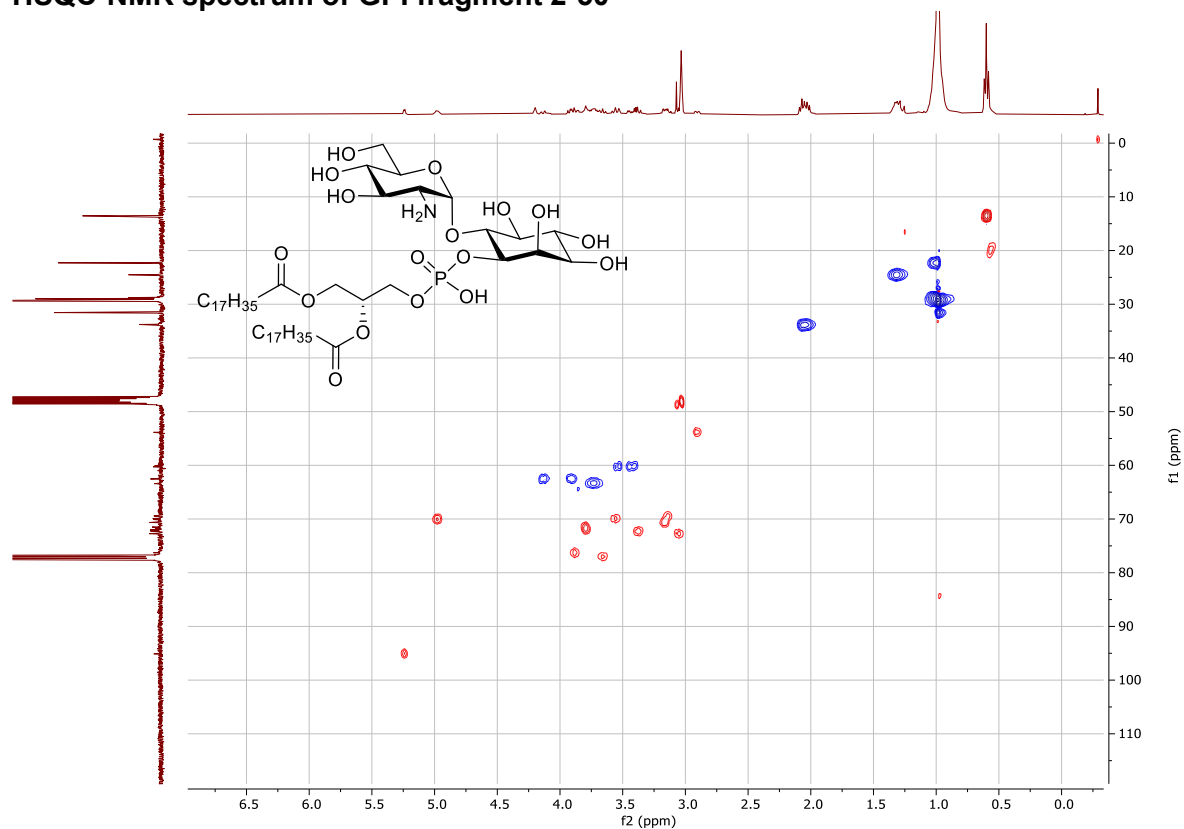 HSQC-NMR spectrum of GPI fragment
HO
HO
O
HO
H₂N
O
HO
OH
OH
OH
O
O
P
OH
O
O
C₁₇H₃₅
O
C₁₇H₃₅
O
O
0
10
20
30
40
50
60
70
80
90
100
110
f1 (ppm)
6.5 6.0 5.5 5.0 4.5 4.0 3.5 3.0 2.5 2.0 1.5 1.0 0.5 0.0
f2 (ppm)